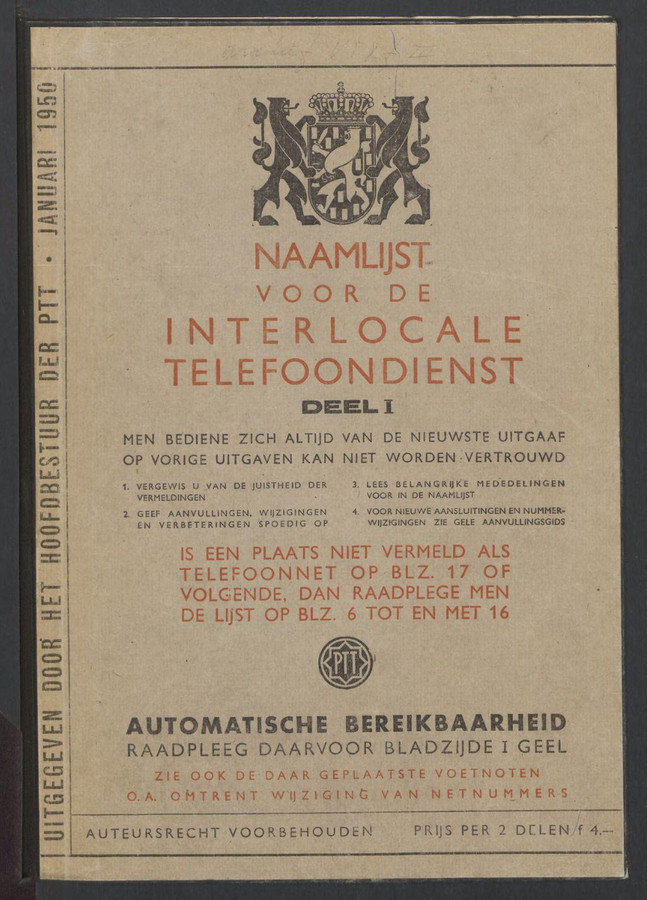 UITGEGEVEN DOOR HET HOOFDBESTUUR DER PTT • JANUARI 1950
NAAMLIJST
VOOR DE
INTERLOCALE
TELEFOONDIENST
DEEL I
MEN BEDIENE ZICH ALTIJD VAN DE NIEUWSTE UITGAAF
OP VORIGE UITGAVEN KAN NIET WORDEN VERTROUWD
1. VERGEWIS U VAN DE JUISTHEID DER
VERMELDINGEN
2. GEEF AANVULLINGEN, WIJZIGINGEN
EN VERBETERINGEN SPOEDIG OP
3. LEES BELANGRIJKE MEDEDELINGEN
VOOR IN DE NAAMLIJST
4. VOOR NIEUWE AANSLUITINGEN EN NUMMER-
WIJZIGINGEN ZIE GELE AANVULLINGSGIDS
IS EEN PLAATS NIET VERMELD ALS
TELEFOONNET OP BLZ. 17 OF
VOLGENDE, DAN RAADPLEGE MEN
DE LIJST OP BLZ. 6 TOT EN MET 16
PTT
AUTOMATISCHE BEREIKBAARHEID
RAADPLEEG DAARVOOR BLADZIJDE I GEEL
ZIE OOK DE DAAR GEPLAATSTE VOETNOTEN
O.A. OMTRENT WIJZIGING VAN NETNUMMERS
AUTEURSRECHT VOORBEHOUDEN PRIJS PER 2 DELEN f 4.—